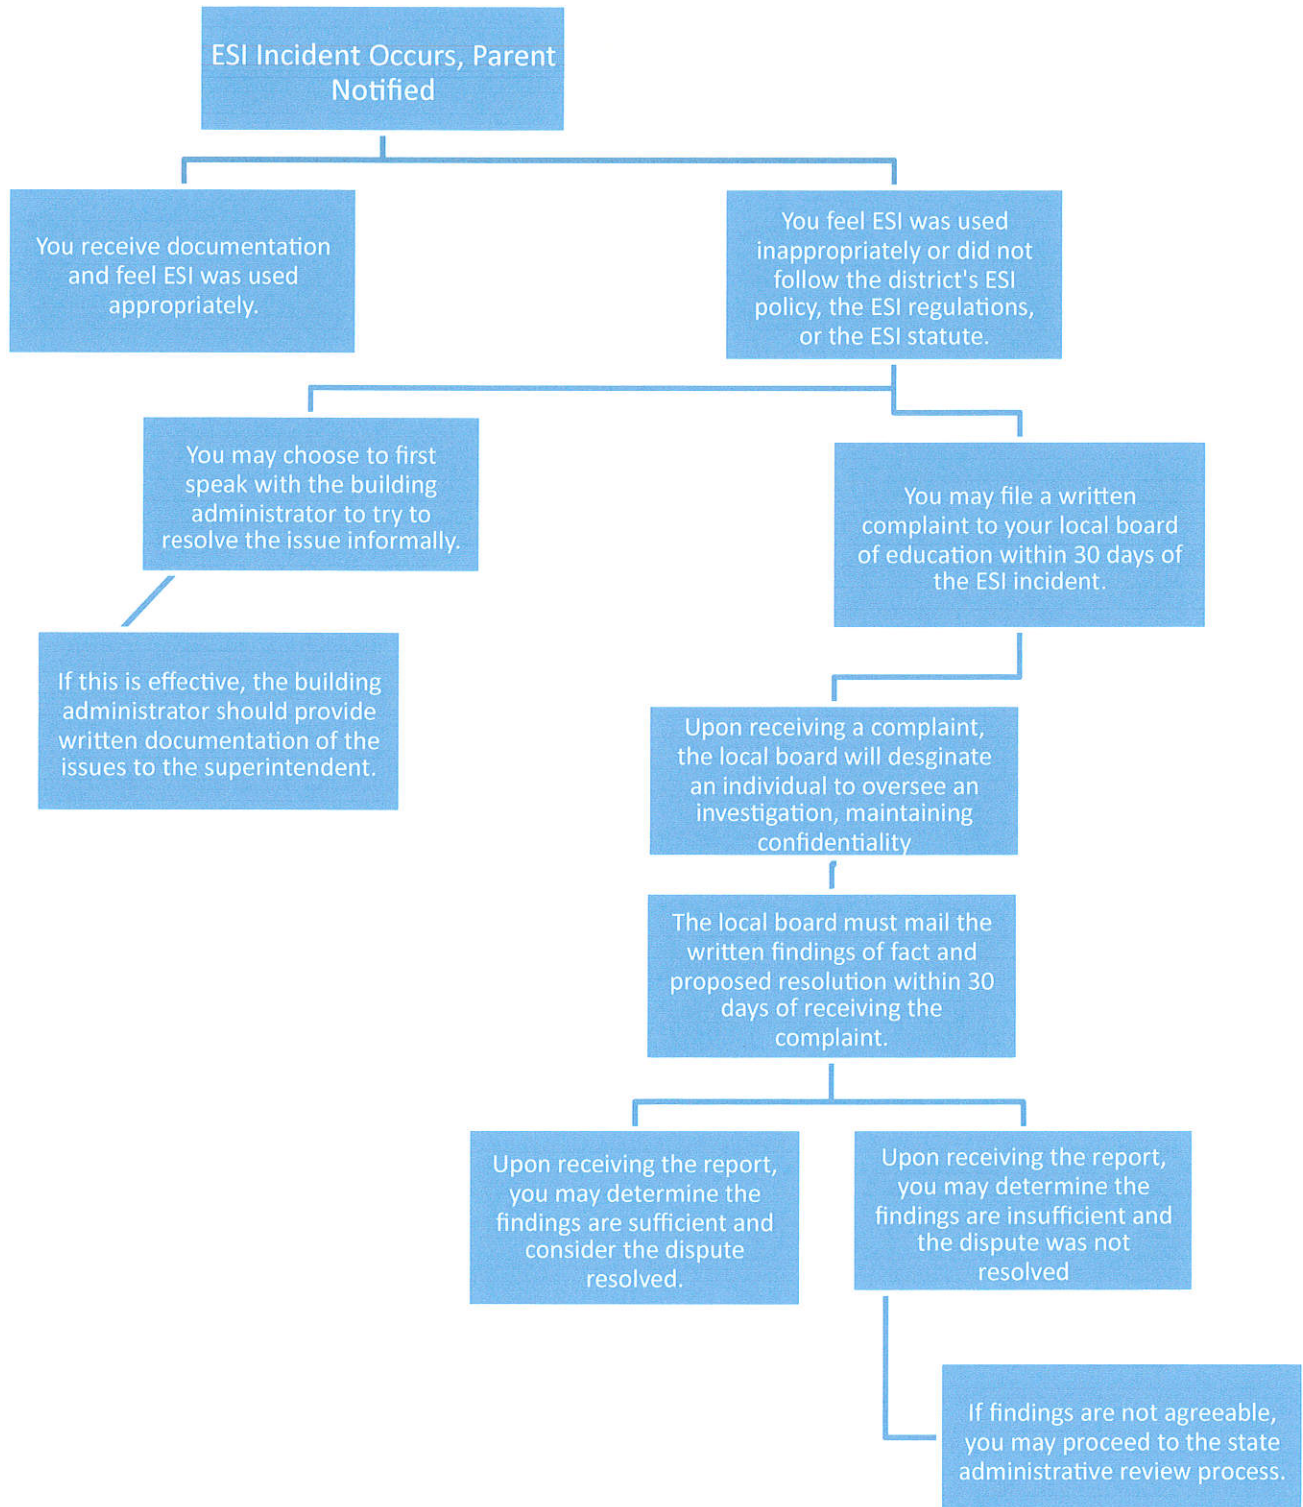 ESI Incident Occurs, Parent
Notified
You receive documentation
and feel ESI was used
appropriately.
You feel ESI was used
inappropriately or did not
follow the district's ESI
policy, the ESI regulations,
or the ESI statute.
You may choose to first
speak with the building
administrator to try to
resolve the issue informally.
You may file a written
complaint to your local board
of education within 30 days of
the ESI incident.
If this is effective, the building
administrator should provide
written documentation of the
issues to the superintendent.
Upon receiving a complaint,
the local board will desginate
an individual to oversee an
investigation, maintaining
confidentiality
The local board must mail the
written findings of fact and
proposed resolution within 30
days of receiving the
complaint.
Upon receiving the report,
you may determine the
findings are sufficient and
consider the dispute
resolved.
Upon receiving the report,
you may determine the
findings are insufficient and
the dispute was not
resolved
If findings are not agreeable,
you may proceed to the state
administrative review process.